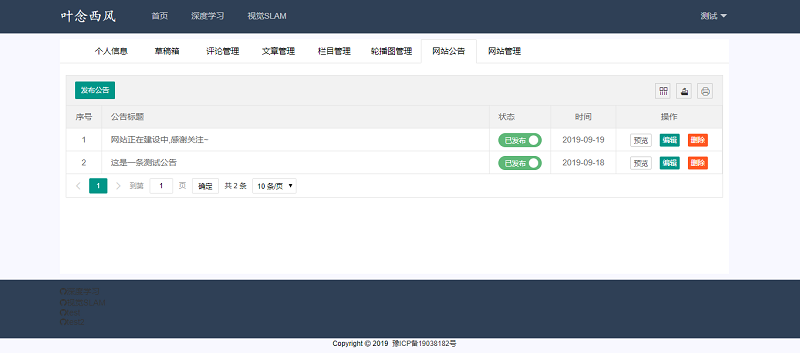 叶念西风 首页 深度学习 视觉SLAM 测试
个人信息 草稿箱 评论管理 文章管理 栏目管理 轮播图管理 网站公告 网站管理
发布公告
序号 公告标题 状态 时间 操作
1 网站正在建设中,感谢关注~ 已发布 2019-09-19 预览 编辑 删除
2 这是一条测试公告 已发布 2019-09-18 预览 编辑 删除
1 到第 1 页 确定 共 2 条 10 条/页
Copyright © 2019 豫ICP备19038182号